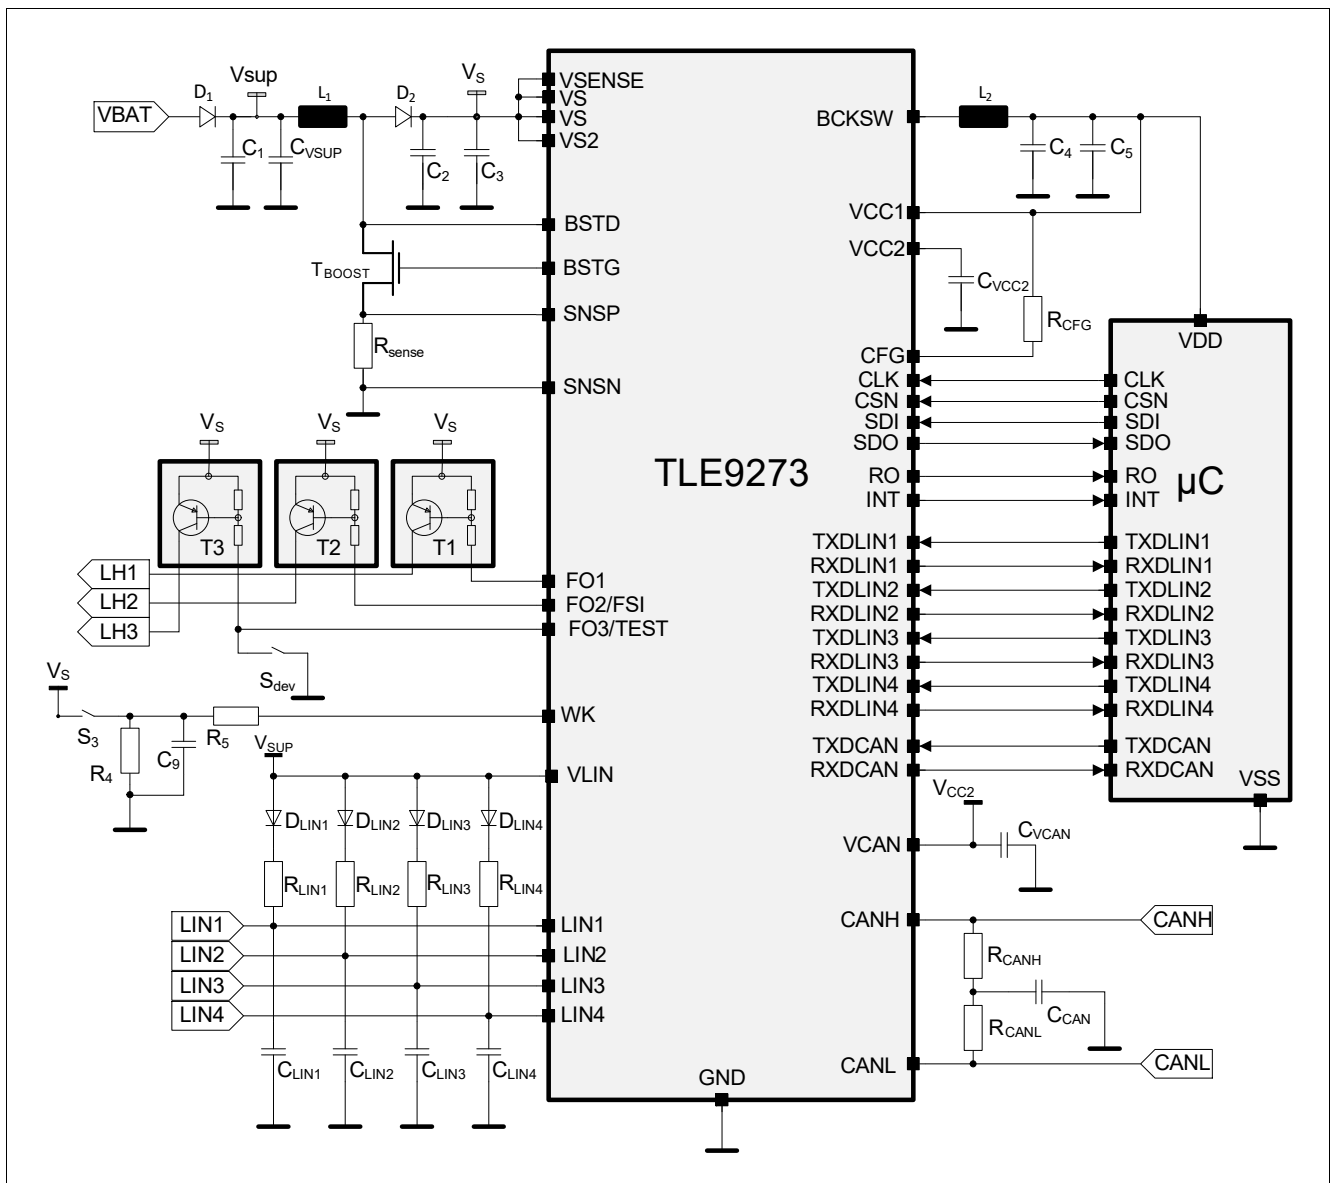 VBAT
D1
Vsup
C1
CVSUP
L1
D2
C2
VS
C3
VSENSE
VS
VS
VS2
BSTD
BSTG
SNSP
SNSN
TBOOST
Rsense
VS
VS
VS
T3
T2
T1
LH1
LH2
LH3
FO1
FO2/FSI
FO3/TEST
Sdev
VS
S3
R4
C9
R5
WK
VSUP
VLIN
DLIN1
DLIN2
DLIN3
DLIN4
RLIN1
RLIN2
RLIN3
RLIN4
LIN1
LIN2
LIN3
LIN4
LIN1
LIN2
LIN3
LIN4
CLIN1
CLIN2
CLIN3
CLIN4
TLE9273
GND
BCKSW
VCC1
VCC2
CFG
CLK
CSN
SDI
SDO
RO
INT
TXDLIN1
RXDLIN1
TXDLIN2
RXDLIN2
TXDLIN3
RXDLIN3
TXDLIN4
RXDLIN4
TXDCAN
RXDCAN
VCAN
CANH
CANL
L2
C4
C5
CVCC2
RCFG
VDD
CLK
CSN
SDI
SDO
RO
INT
µC
TXDLIN1
RXDLIN1
TXDLIN2
RXDLIN2
TXDLIN3
RXDLIN3
TXDLIN4
RXDLIN4
TXDCAN
RXDCAN
VSS
VCC2
CVCAN
RCANH
CCAN
RCANL
CANH
CANL